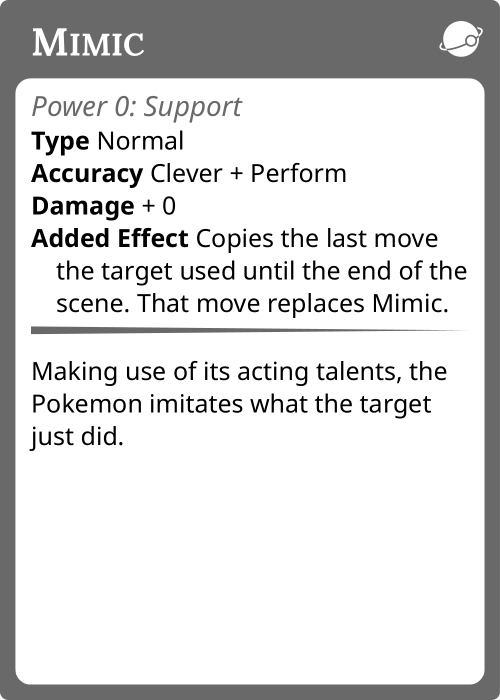 Mimic
Power 0: Support
Type Normal
Accuracy Clever + Perform
Damage + 0
Added Effect Copies the last move
the target used until the end of the
scene. That move replaces Mimic.
Making use of its acting talents, the
Pokemon imitates what the target
just did.